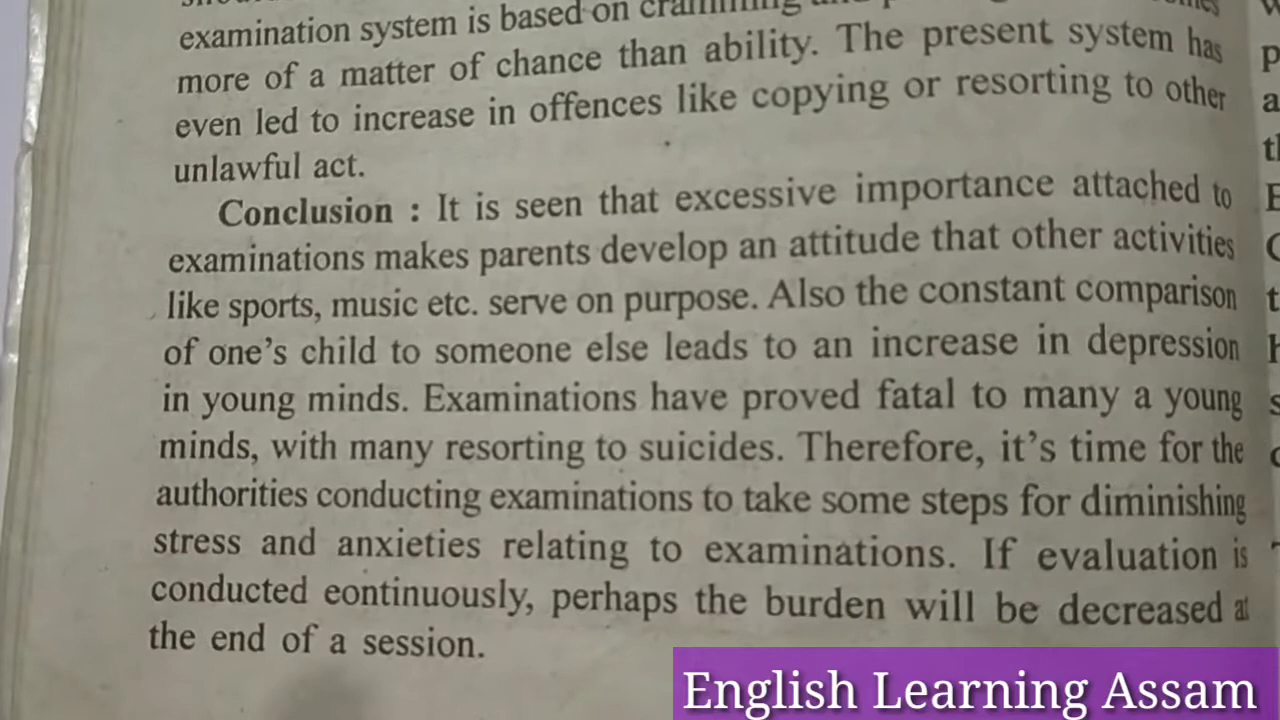 examination system is based on cramming and
more of a matter of chance than ability. The present system has
even led to increase in offences like copying or resorting to other
unlawful act.
Conclusion : It is seen that excessive importance attached to
examinations makes parents develop an attitude that other activities
like sports, music etc. serve on purpose. Also the constant comparison
of one's child to someone else leads to an increase in depression
in young minds. Examinations have proved fatal to many a young
minds, with many resorting to suicides. Therefore, it's time for the
authorities conducting examinations to take some steps for diminishing
stress and anxieties relating to examinations. If evaluation is
conducted eontinuously, perhaps the burden will be decreased at
the end of a session.
English Learning Assam